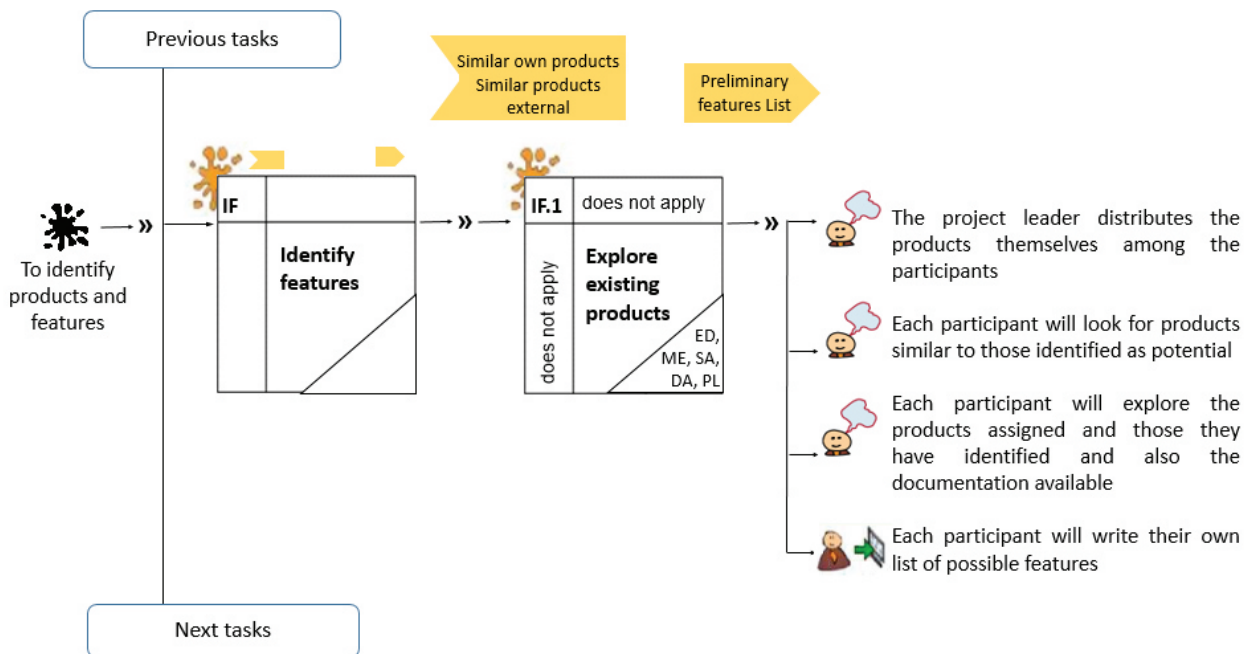 Previous tasks
Similar own products
Similar products
external
Preliminary
features List
To identify
products and
features
»
IF
Identify
features
»
IF.1
does not apply
does not apply
Explore
existing
products
ED,
ME, SA,
DA, PL
»
The project leader distributes the
products themselves among the
participants
Each participant will look for products
similar to those identified as potential
Each participant will explore the
products assigned and those they
have identified and also the
documentation available
Each participant will write their own
list of possible features
Next tasks